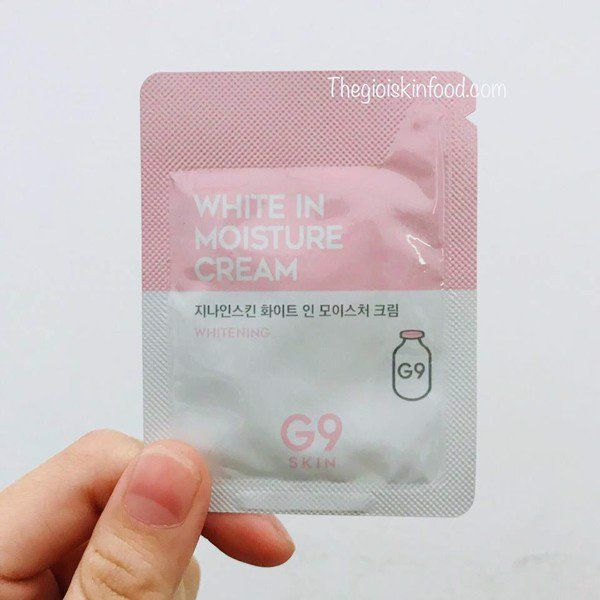 Thegioiskinfood.com
WHITE IN
MOISTURE
CREAM
지나인스킨 화이트 인 모이스처 크림
WHITENING
G9
G9
SKIN